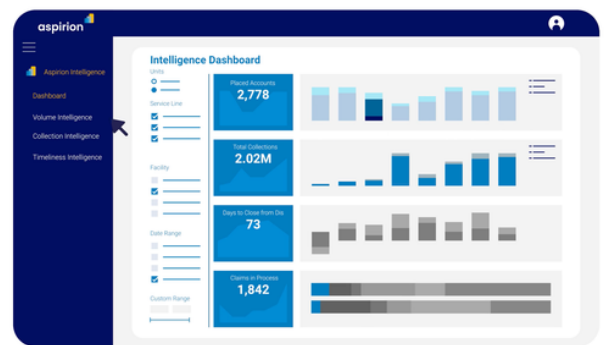 aspirion
Aspirion Intelligence
Dashboard
Volume Intelligence
Collection Intelligence
Timeliness Intelligence
Intelligence Dashboard
Units
Service Line
Facility
Date Range
Custom Range
Placed Accounts
2,778
Total Collections
2.02M
Days to Close from Dis
73
Claims in Process
1,842